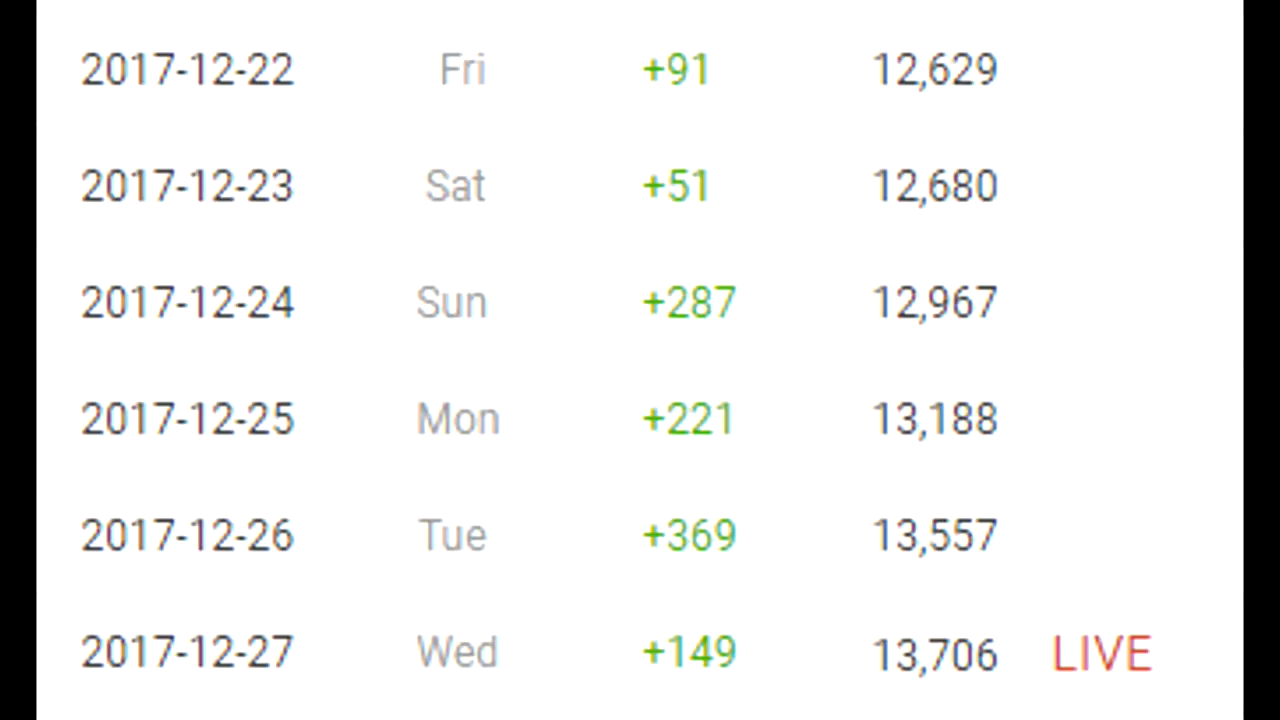 2017-12-22 Fri +91 12,629
2017-12-23 Sat +51 12,680
2017-12-24 Sun +287 12,967
2017-12-25 Mon +221 13,188
2017-12-26 Tue +369 13,557
2017-12-27 Wed +149 13,706 LIVE